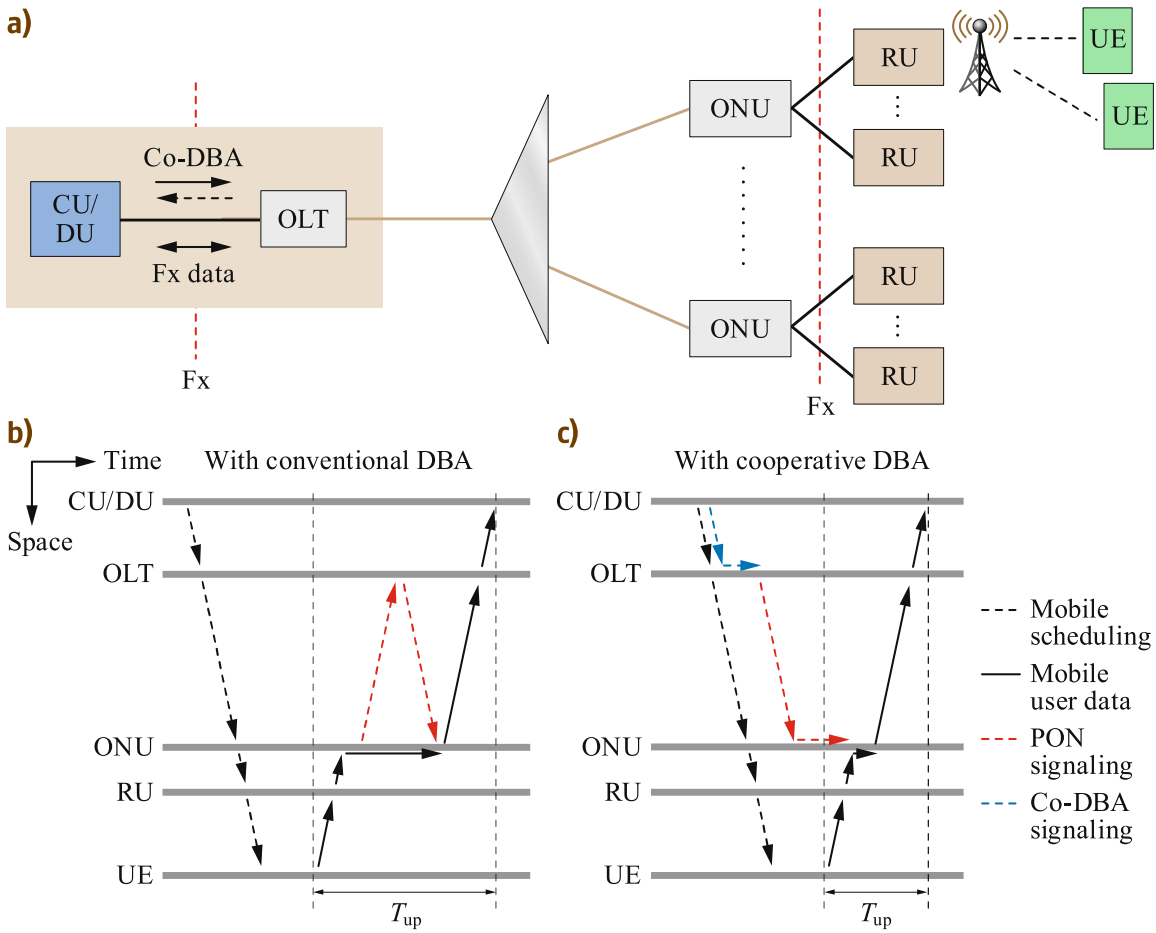 a)
RU
UE
ONU
UE
RU
Co-DBA
CU/
DU
OLT
Fx data
RU
ONU
RU
Fx
Fx
b)
Time
With conventional DBA
Space
CU/DU
OLT
ONU
RU
UE
Tup
c)
With cooperative DBA
CU/DU
OLT
ONU
RU
UE
Tup
Mobile
scheduling
Mobile
user data
PON
signaling
Co-DBA
signaling